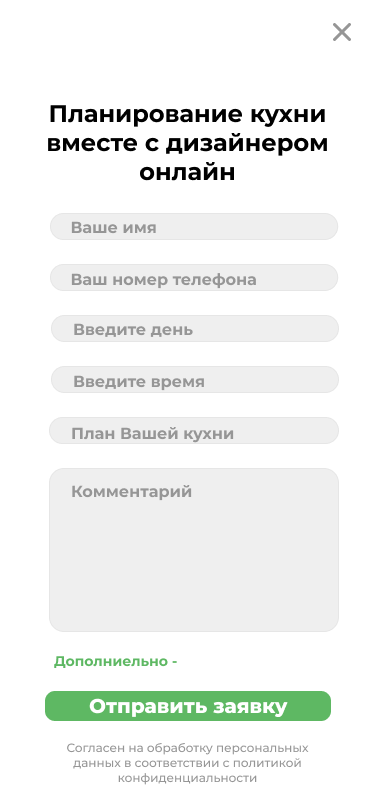 Планирование кухни
вместе с дизайнером
онлайн
Ваше имя
Ваш номер телефона
Введите день
Введите время
План Вашей кухни
Комментарий
Дополниельно -
Отправить заявку
Согласен на обработку персональных
данных в соответствии с политикой
конфиденциальности